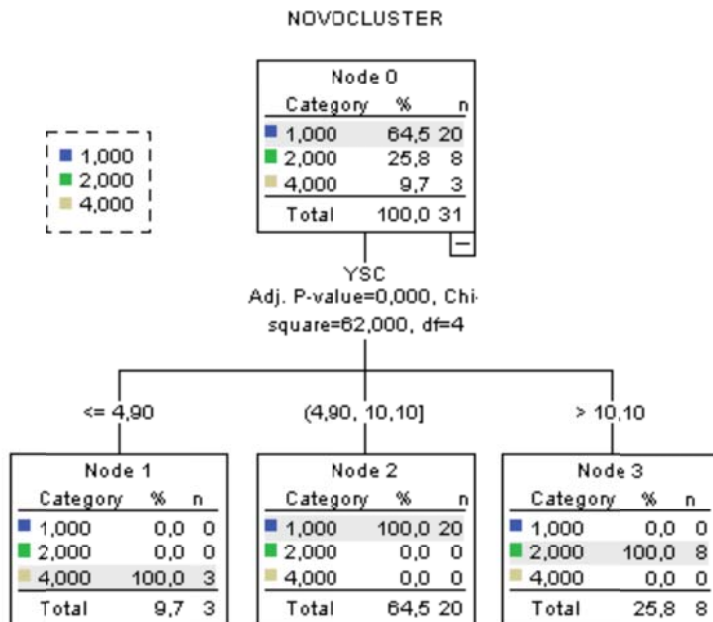 NOVOCLUSTER
1,000
2,000
4,000
Node 0
Category % n
1,000 64,5 20
2,000 25,8 8
4,000 9,7 3
Total 100,0 31
YSC
Adj. P-value=0,000, Chi-
square=62,000, df=4
<= 4,90
(4,90, 10,10]
> 10,10
Node 1
Category % n
1,000 0,0 0
2,000 0,0 0
4,000 100,0 3
Total 9,7 3
Node 2
Category % n
1,000 100,0 20
2,000 0,0 0
4,000 0,0 0
Total 64,5 20
Node 3
Category % n
1,000 0,0 0
2,000 100,0 8
4,000 0,0 0
Total 25,8 8